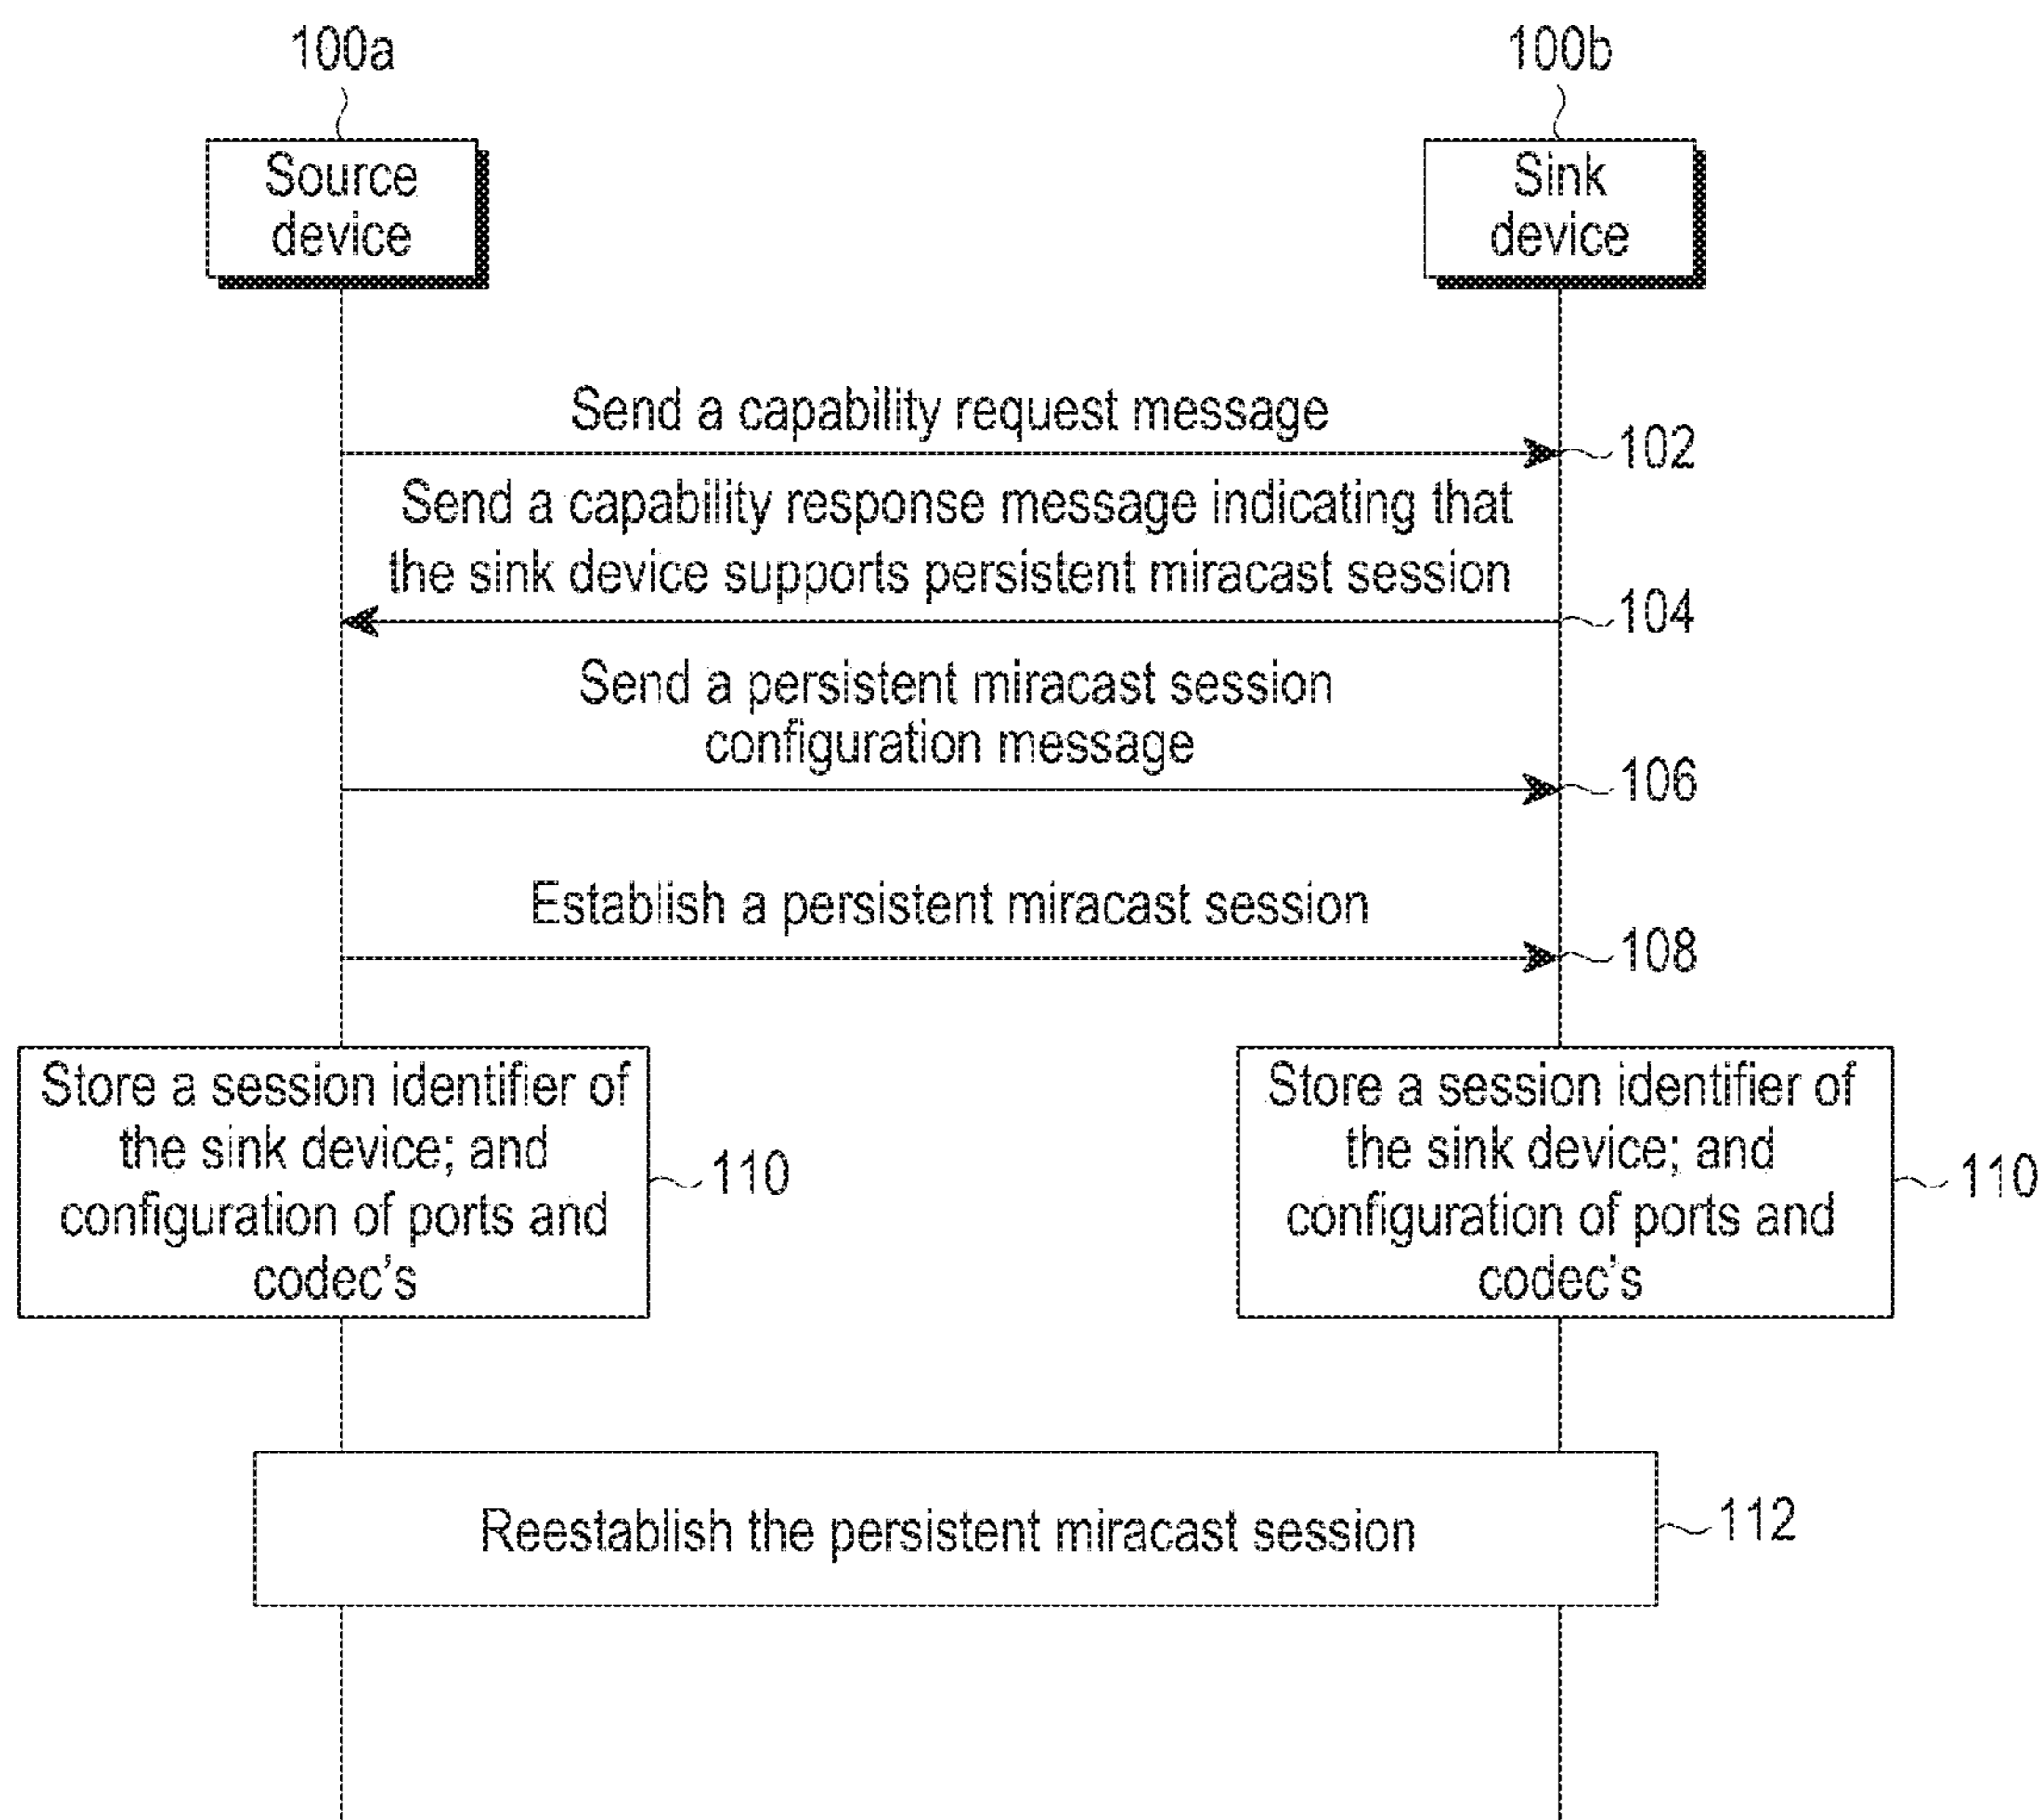 100a
100b
Source
device
Sink
device
Send a capability request message
102
Send a capability response message indicating that
the sink device supports persistent miracast session
104
Send a persistent miracast session
configuration message
106
Establish a persistent miracast session
108
Store a session identifier of
the sink device; and
configuration of ports and
codec's
110
Store a session identifier of
the sink device; and
configuration of ports and
codec's
110
Reestablish the persistent miracast session
112